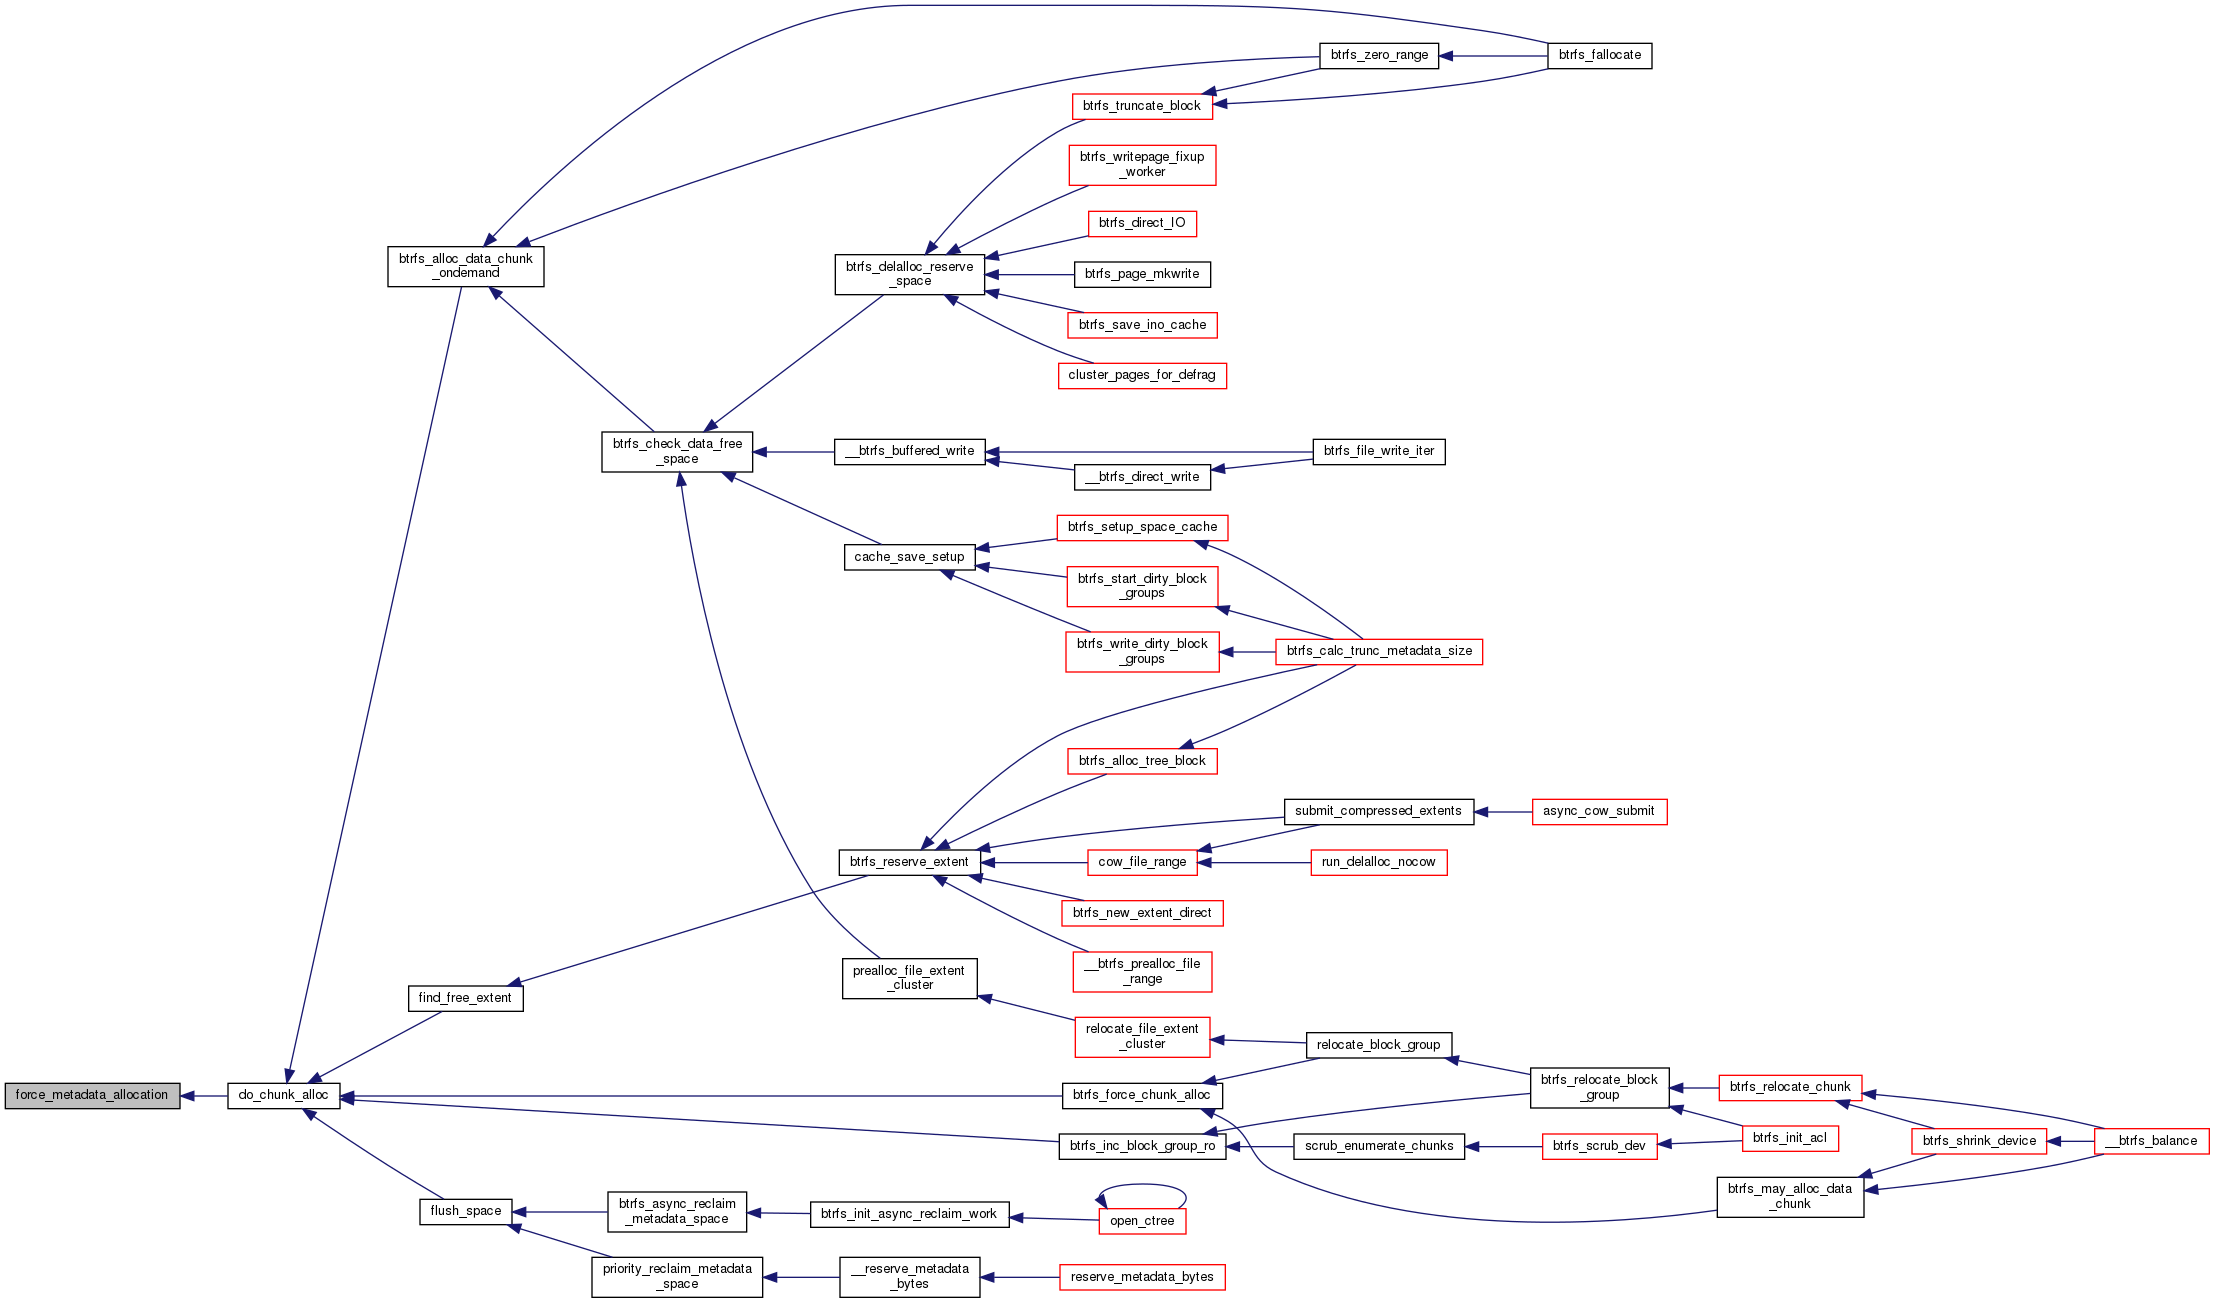 btrfs_zero_range
btrfs_fallocate
btrfs_truncate_block
btrfs_writepage_fixup
_worker
btrfs_direct_IO
btrfs_alloc_data_chunk
_ondemand
btrfs_delalloc_reserve
_space
btrfs_page_mkwrite
btrfs_save_ino_cache
cluster_pages_for_defrag
btrfs_check_data_free
_space
__btrfs_buffered_write
btrfs_file_write_iter
__btrfs_direct_write
btrfs_setup_space_cache
cache_save_setup
btrfs_start_dirty_block
_groups
btrfs_write_dirty_block
_groups
btrfs_calc_trunc_metadata_size
btrfs_alloc_tree_block
submit_compressed_extents
async_cow_submit
btrfs_reserve_extent
cow_file_range
run_delalloc_nocow
btrfs_new_extent_direct
__btrfs_prealloc_file
_range
prealloc_file_extent
_cluster
find_free_extent
relocate_file_extent
_cluster
relocate_block_group
force_metadata_allocation
do_chunk_alloc
btrfs_force_chunk_alloc
btrfs_relocate_block
_group
btrfs_relocate_chunk
btrfs_inc_block_group_ro
scrub_enumerate_chunks
btrfs_scrub_dev
btrfs_init_acl
btrfs_shrink_device
__btrfs_balance
btrfs_may_alloc_data
_chunk
flush_space
btrfs_async_reclaim
_metadata_space
btrfs_init_async_reclaim_work
open_ctree
priority_reclaim_metadata
_space
__reserve_metadata
_bytes
reserve_metadata_bytes